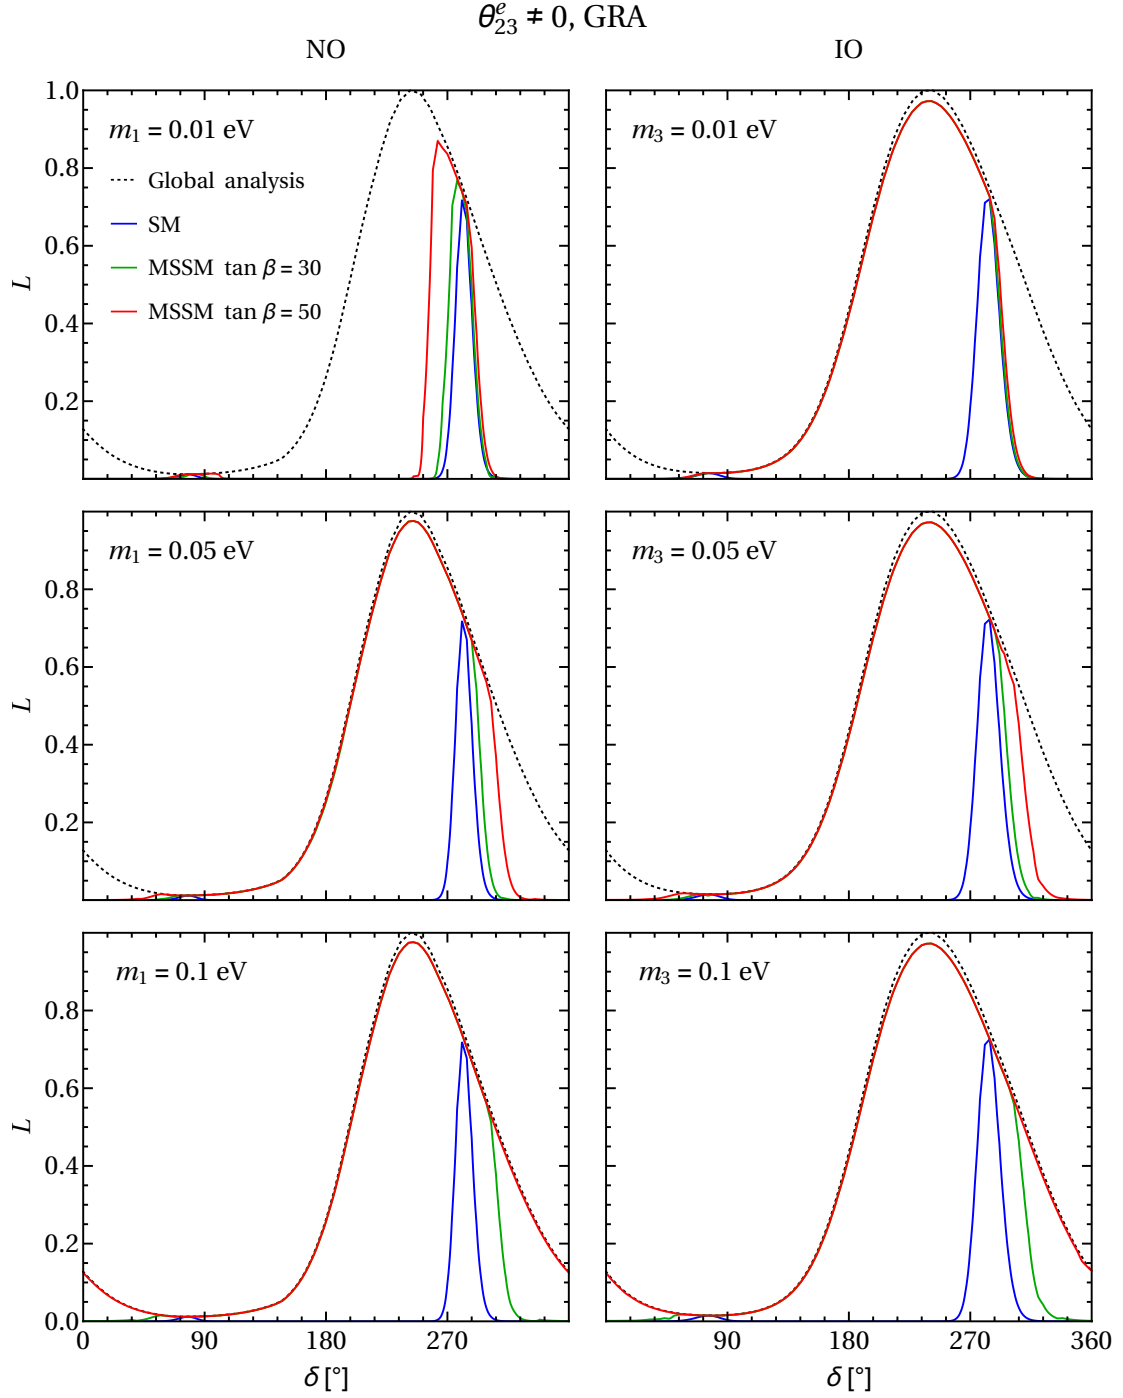 θ₂₃ᵉ ≠ 0, GRA
NO
IO
1.0
0.8
0.6
0.4
0.2
L
m₁ = 0.01 eV
Global analysis
SM
MSSM tan β = 30
MSSM tan β = 50
m₃ = 0.01 eV
0.8
0.6
0.4
0.2
L
m₁ = 0.05 eV
m₃ = 0.05 eV
0.8
0.6
0.4
0.2
0.0
L
m₁ = 0.1 eV
m₃ = 0.1 eV
0 90 180 270
90 180 270 360
δ [°]
δ [°]